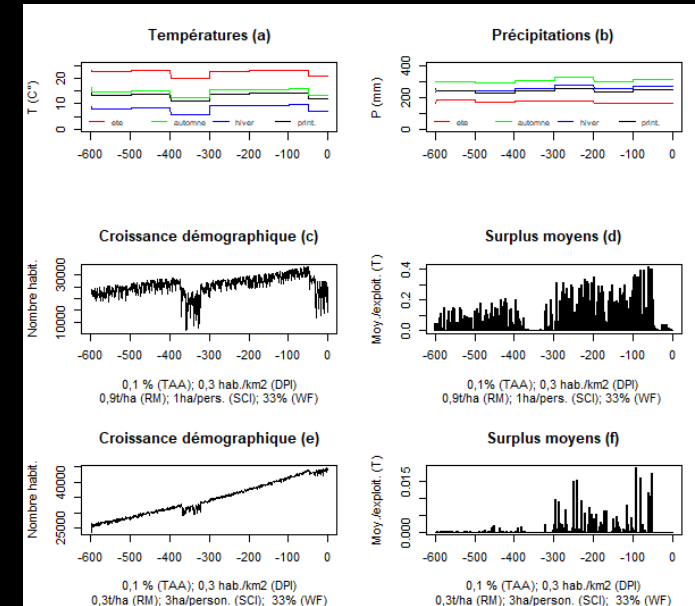 Températures (a)
T (C°)
0 10 20
ete automne hiver print.
-600 -500 -400 -300 -200 -100 0
Précipitations (b)
P (mm)
0 200 400
ete automne hiver print.
-600 -500 -400 -300 -200 -100 0
Croissance démographique (c)
Nombre habit.
10000 30000
-600 -500 -400 -300 -200 -100 0
0,1 % (TAA); 0,3 hab./km2 (DPI)
0,9t/ha (RM); 1ha/pers. (SCI); 33% (WF)
Surplus moyens (d)
Moy./exploit. (T)
0.0 0.2 0.4
-600 -500 -400 -300 -200 -100 0
0,1% (TAA); 0,3 hab./km2 (DPI)
0,9t/ha (RM); 1ha/pers. (SCI); 33% (WF)
Croissance démographique (e)
Nombre habit.
25000 40000
-600 -500 -400 -300 -200 -100 0
0,1 % (TAA); 0,3 hab./km2 (DPI)
0,3t/ha (RM); 3ha/person. (SCI); 33% (WF)
Surplus moyens (f)
Moy./exploit. (T)
0.000 0.015
-600 -500 -400 -300 -200 -100 0
0,1 % (TAA); 0,3 hab./km2 (DPI)
0,3t/ha (RM); 3ha/person. (SCI); 33% (WF)